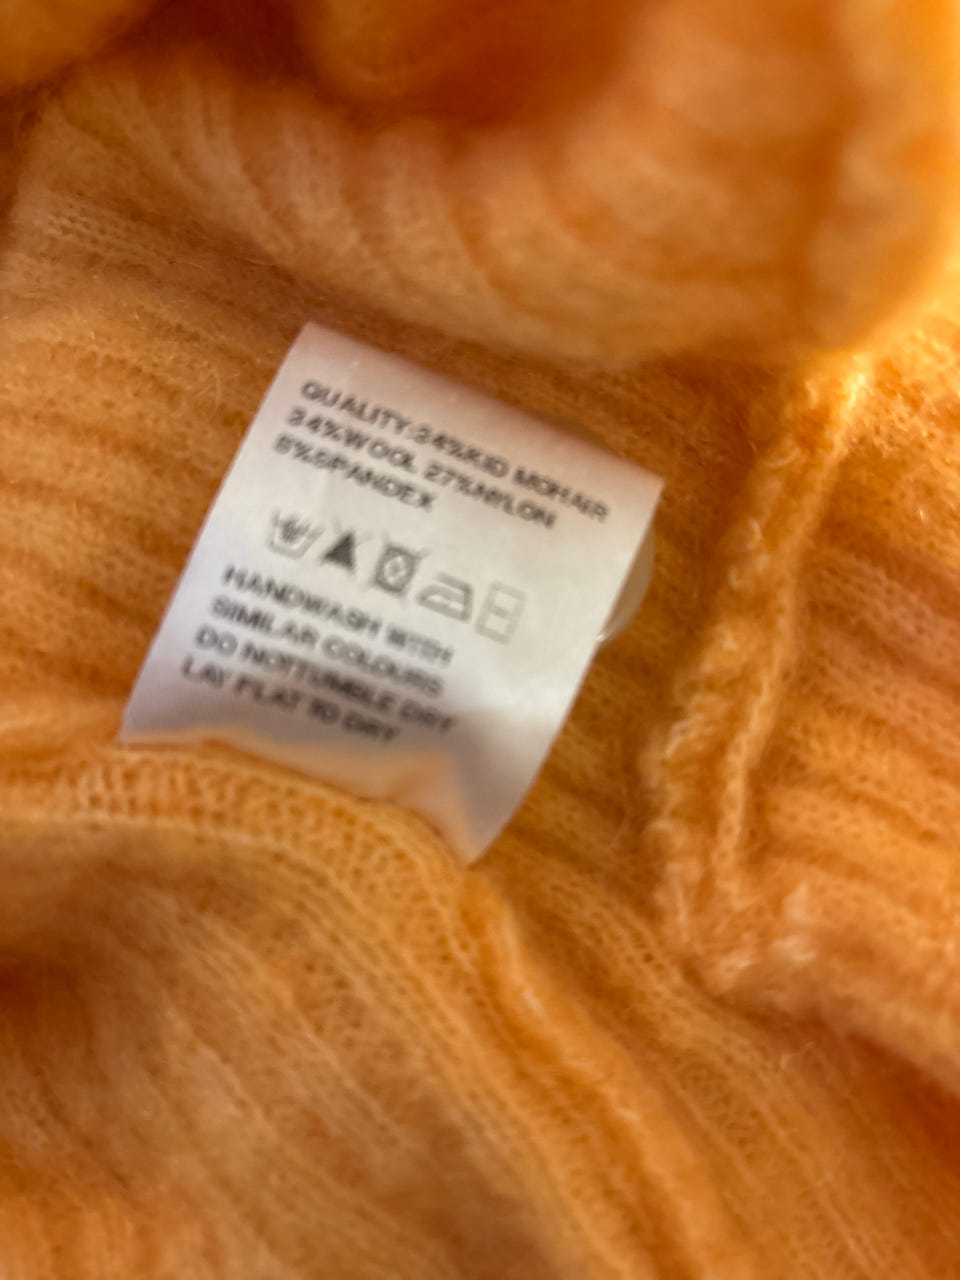 QUALITY:34%KID MOHAIR
34%WOOL 27%NYLON
5%SPANDEX
HANDWASH WITH
SIMILAR COLOURS
DO NOT TUMBLE DRY
LAY FLAT TO DRY